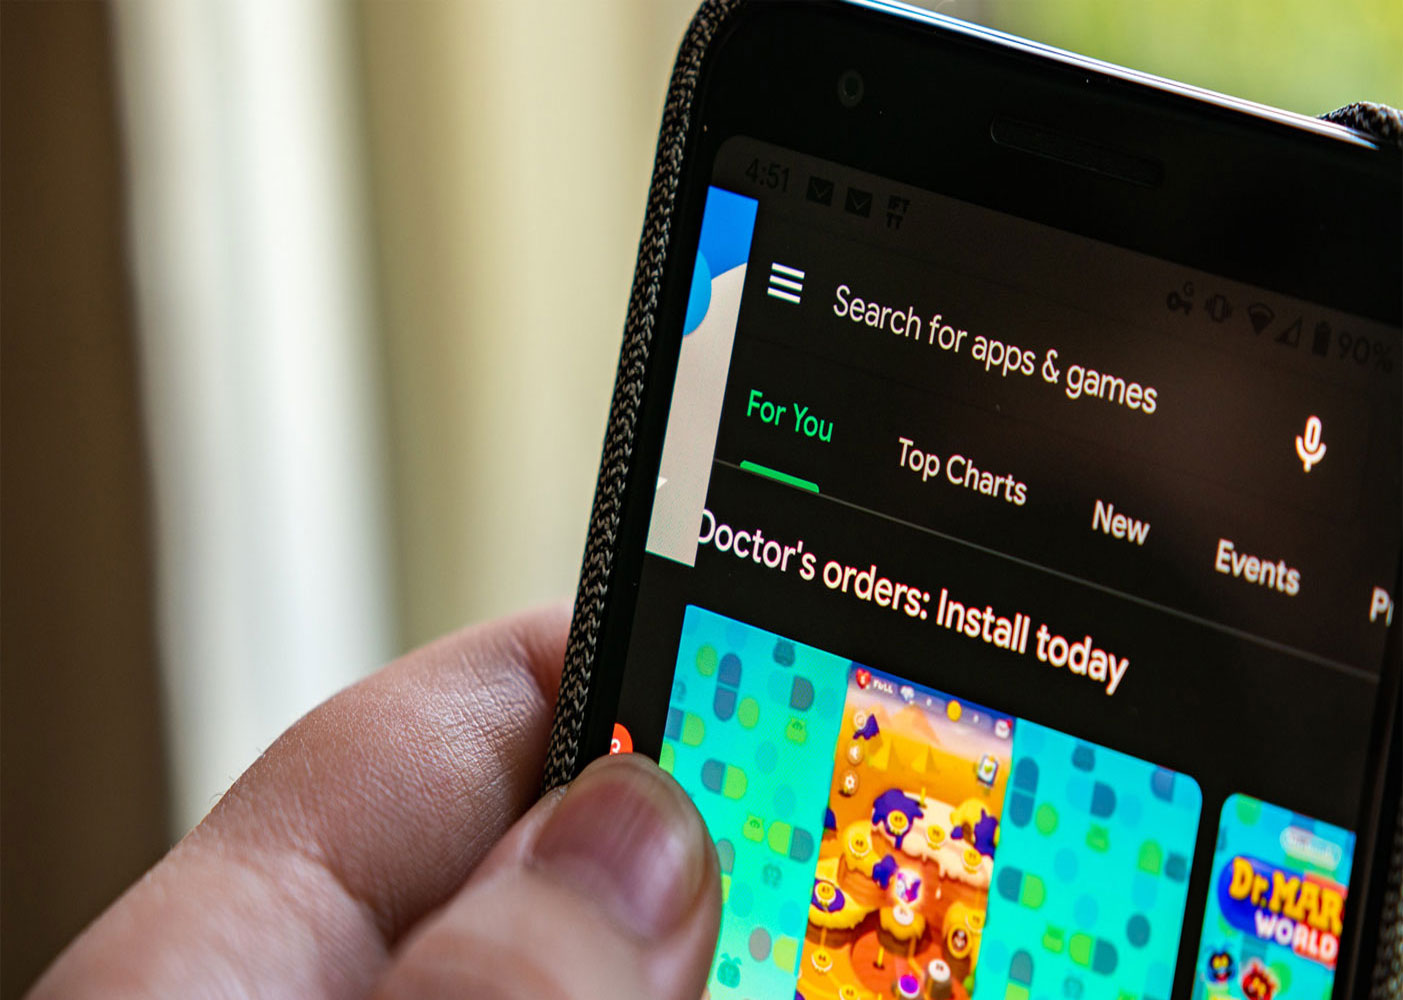 4:51
IFT
TT
G
90%
Search for apps & games
For You
Top Charts
New
Events
Doctor's orders: Install today
FULL
Dr.MAR
WORLD